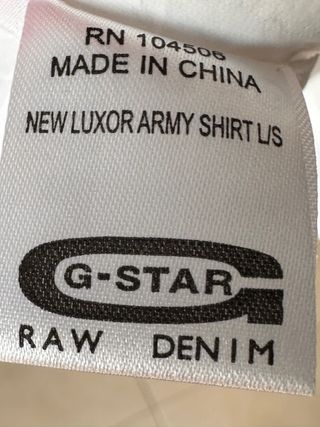 RN 104506
MADE IN CHINA
NEW LUXOR ARMY SHIRT L/S
G-STAR
RAW DENIM